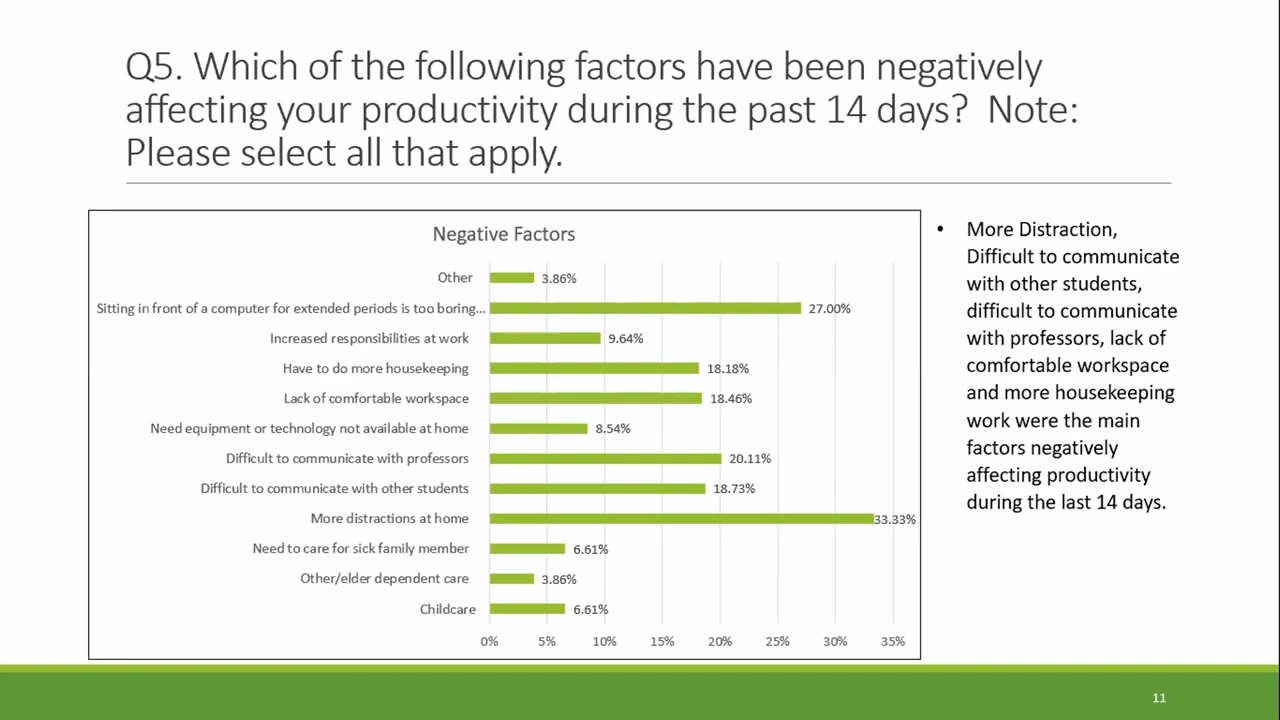 Q5. Which of the following factors have been negatively
affecting your productivity during the past 14 days?  Note:
Please select all that apply.
Negative Factors
Other 3.86%
Sitting in front of a computer for extended periods is too boring… 27.00%
Increased responsibilities at work 9.64%
Have to do more housekeeping 18.18%
Lack of comfortable workspace 18.46%
Need equipment or technology not available at home 8.54%
Difficult to communicate with professors 20.11%
Difficult to communicate with other students 18.73%
More distractions at home 33.33%
Need to care for sick family member 6.61%
Other/elder dependent care 3.86%
Childcare 6.61%
0% 5% 10% 15% 20% 25% 30% 35%
• More Distraction,
Difficult to communicate
with other students,
difficult to communicate
with professors, lack of
comfortable workspace
and more housekeeping
work were the main
factors negatively
affecting productivity
during the last 14 days.
11